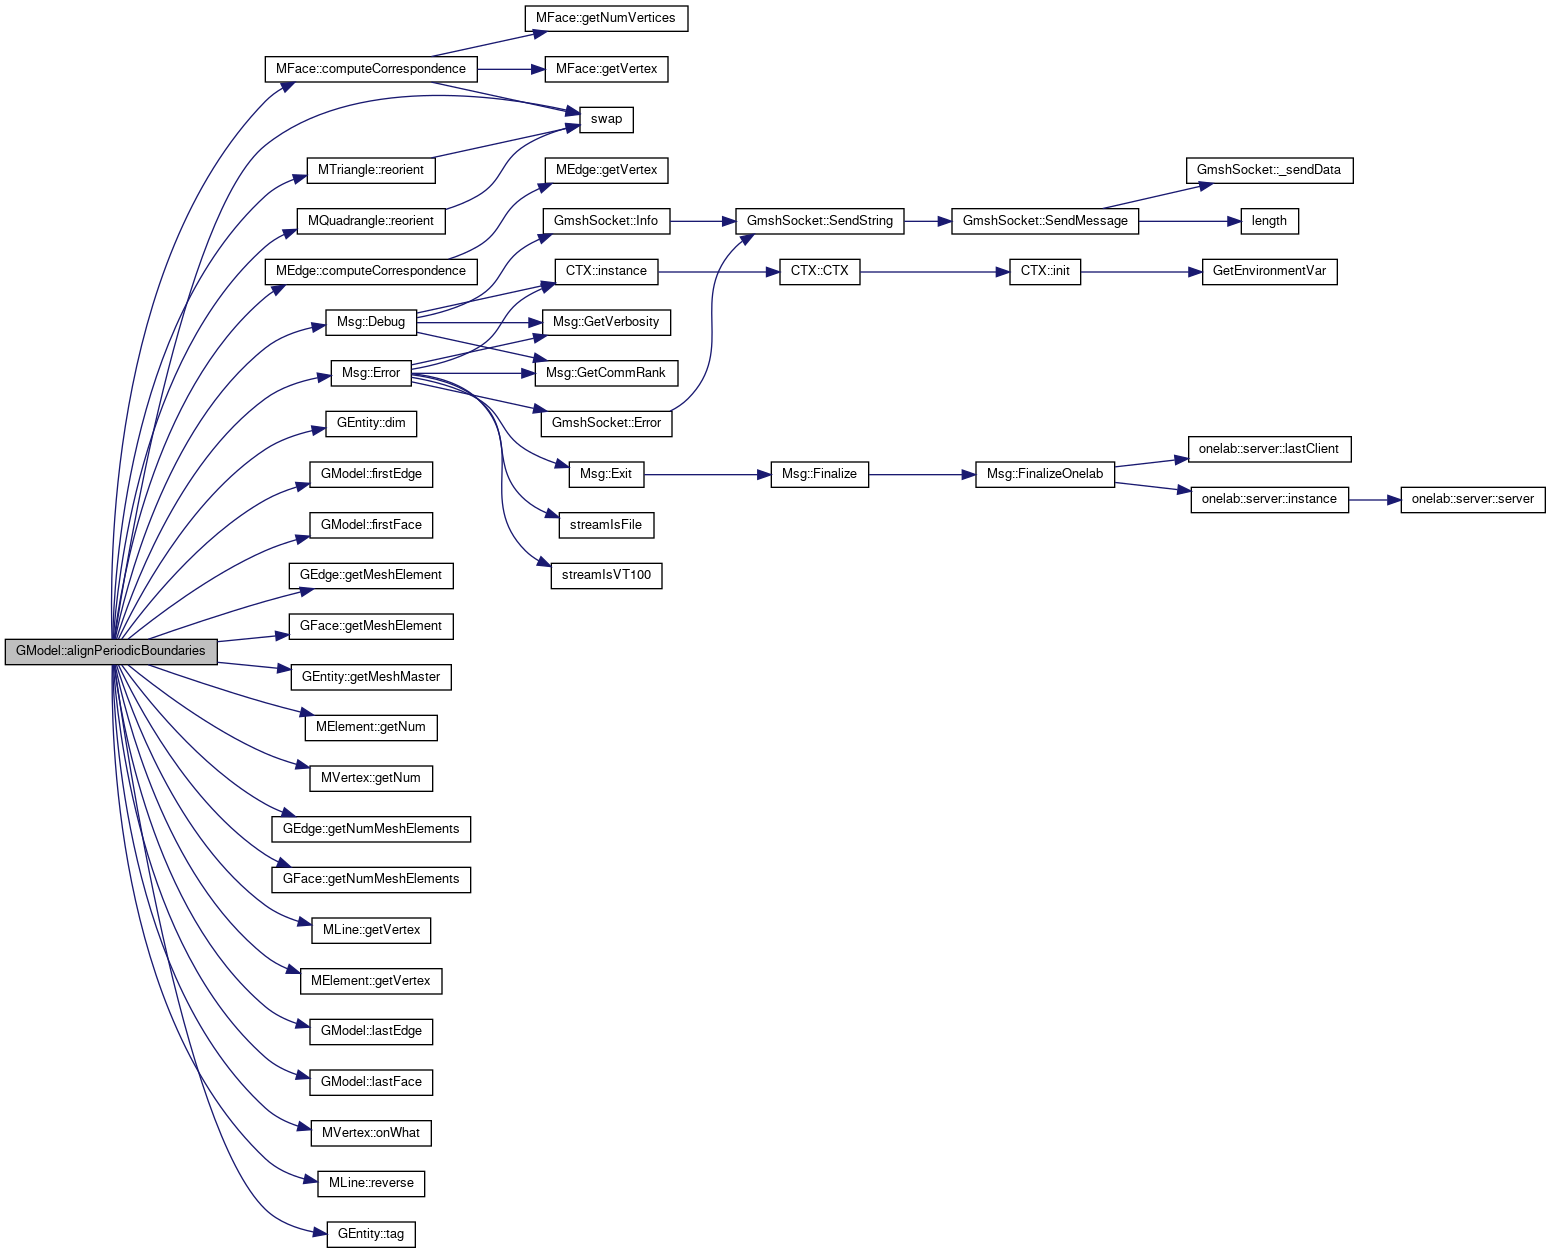 MFace::getNumVertices
MFace::computeCorrespondence
MFace::getVertex
swap
MTriangle::reorient
MEdge::getVertex
GmshSocket::_sendData
MQuadrangle::reorient
GmshSocket::Info
GmshSocket::SendString
GmshSocket::SendMessage
length
MEdge::computeCorrespondence
CTX::instance
CTX::CTX
CTX::init
GetEnvironmentVar
Msg::Debug
Msg::GetVerbosity
Msg::Error
Msg::GetCommRank
GEntity::dim
GmshSocket::Error
GModel::firstEdge
Msg::Exit
Msg::Finalize
Msg::FinalizeOnelab
onelab::server::lastClient
onelab::server::instance
onelab::server::server
GModel::firstFace
streamIsFile
GEdge::getMeshElement
streamIsVT100
GFace::getMeshElement
GModel::alignPeriodicBoundaries
GEntity::getMeshMaster
MElement::getNum
MVertex::getNum
GEdge::getNumMeshElements
GFace::getNumMeshElements
MLine::getVertex
MElement::getVertex
GModel::lastEdge
GModel::lastFace
MVertex::onWhat
MLine::reverse
GEntity::tag